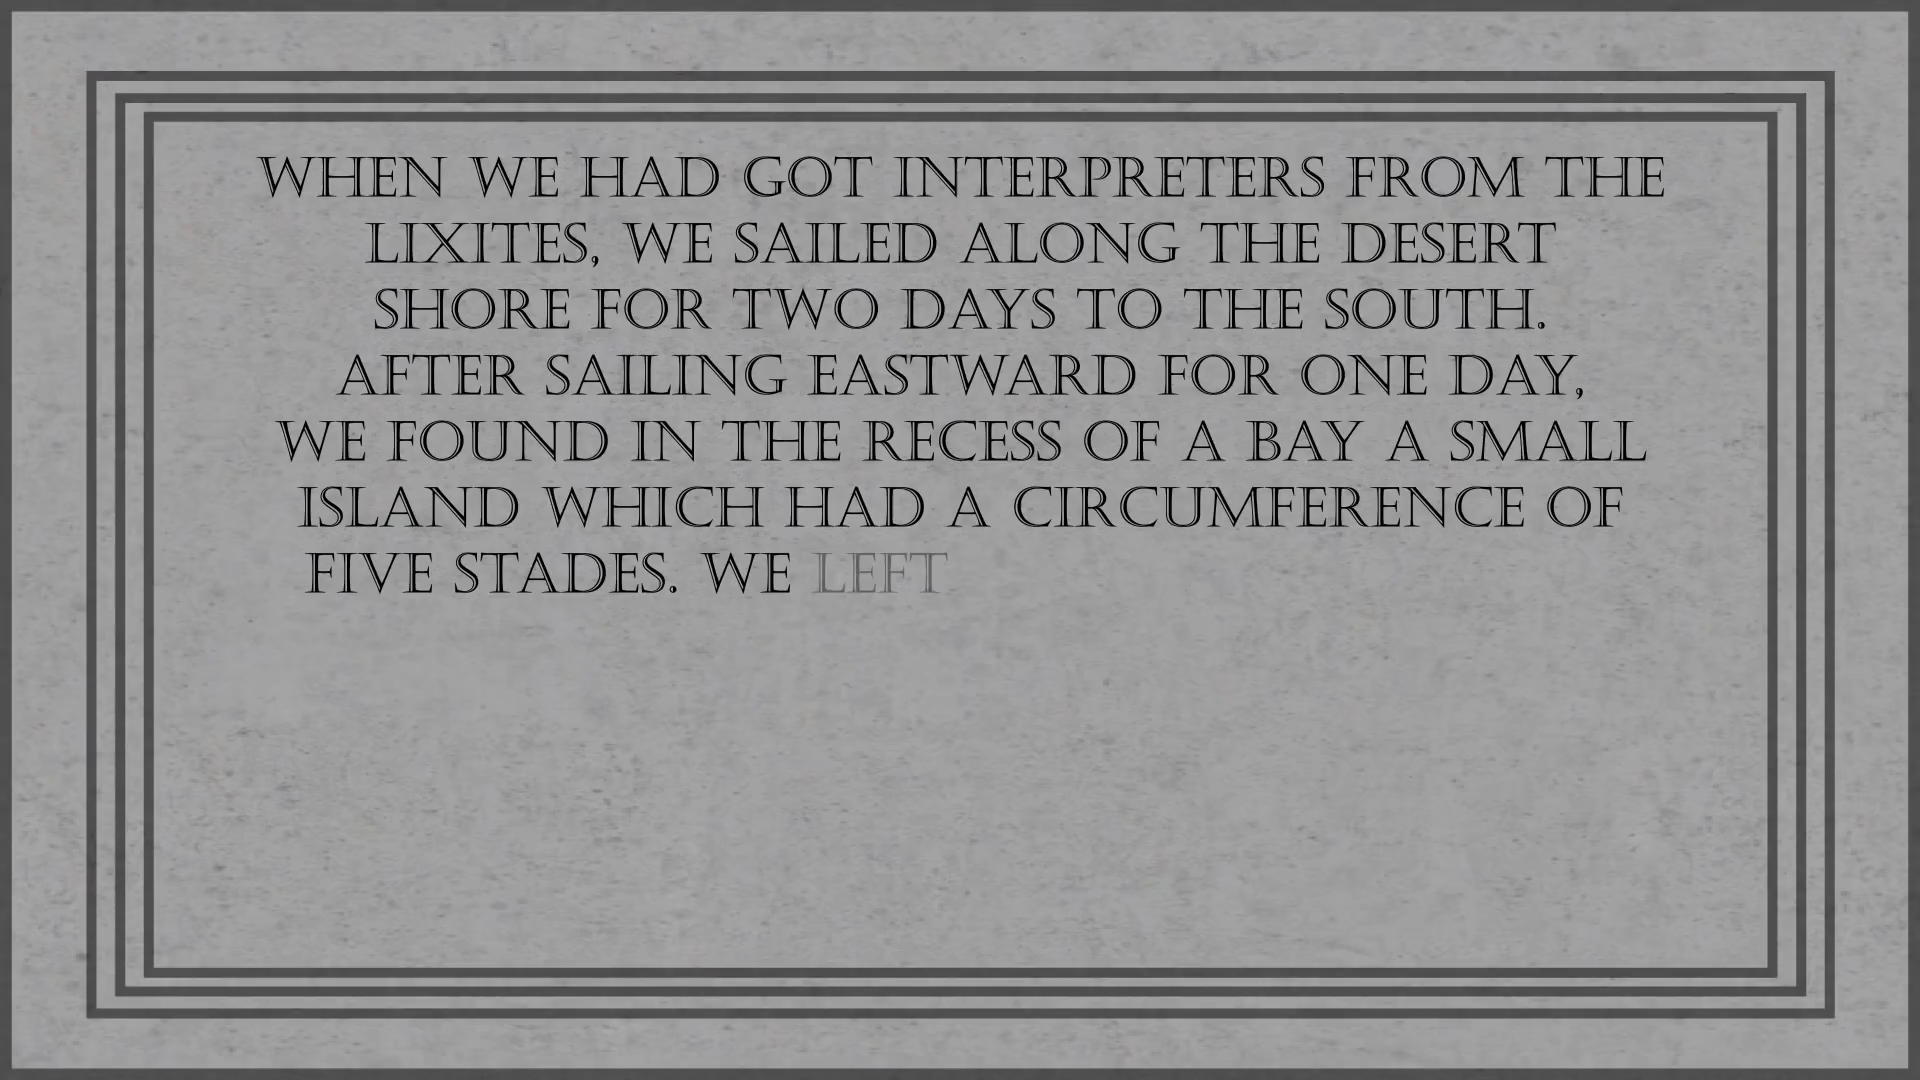 WHEN WE HAD GOT INTERPRETERS FROM THE
LIXITES, WE SAILED ALONG THE DESERT
SHORE FOR TWO DAYS TO THE SOUTH.
AFTER SAILING EASTWARD FOR ONE DAY,
WE FOUND IN THE RECESS OF A BAY A SMALL
ISLAND WHICH HAD A CIRCUMFERENCE OF
FIVE STADES. WE LEFT